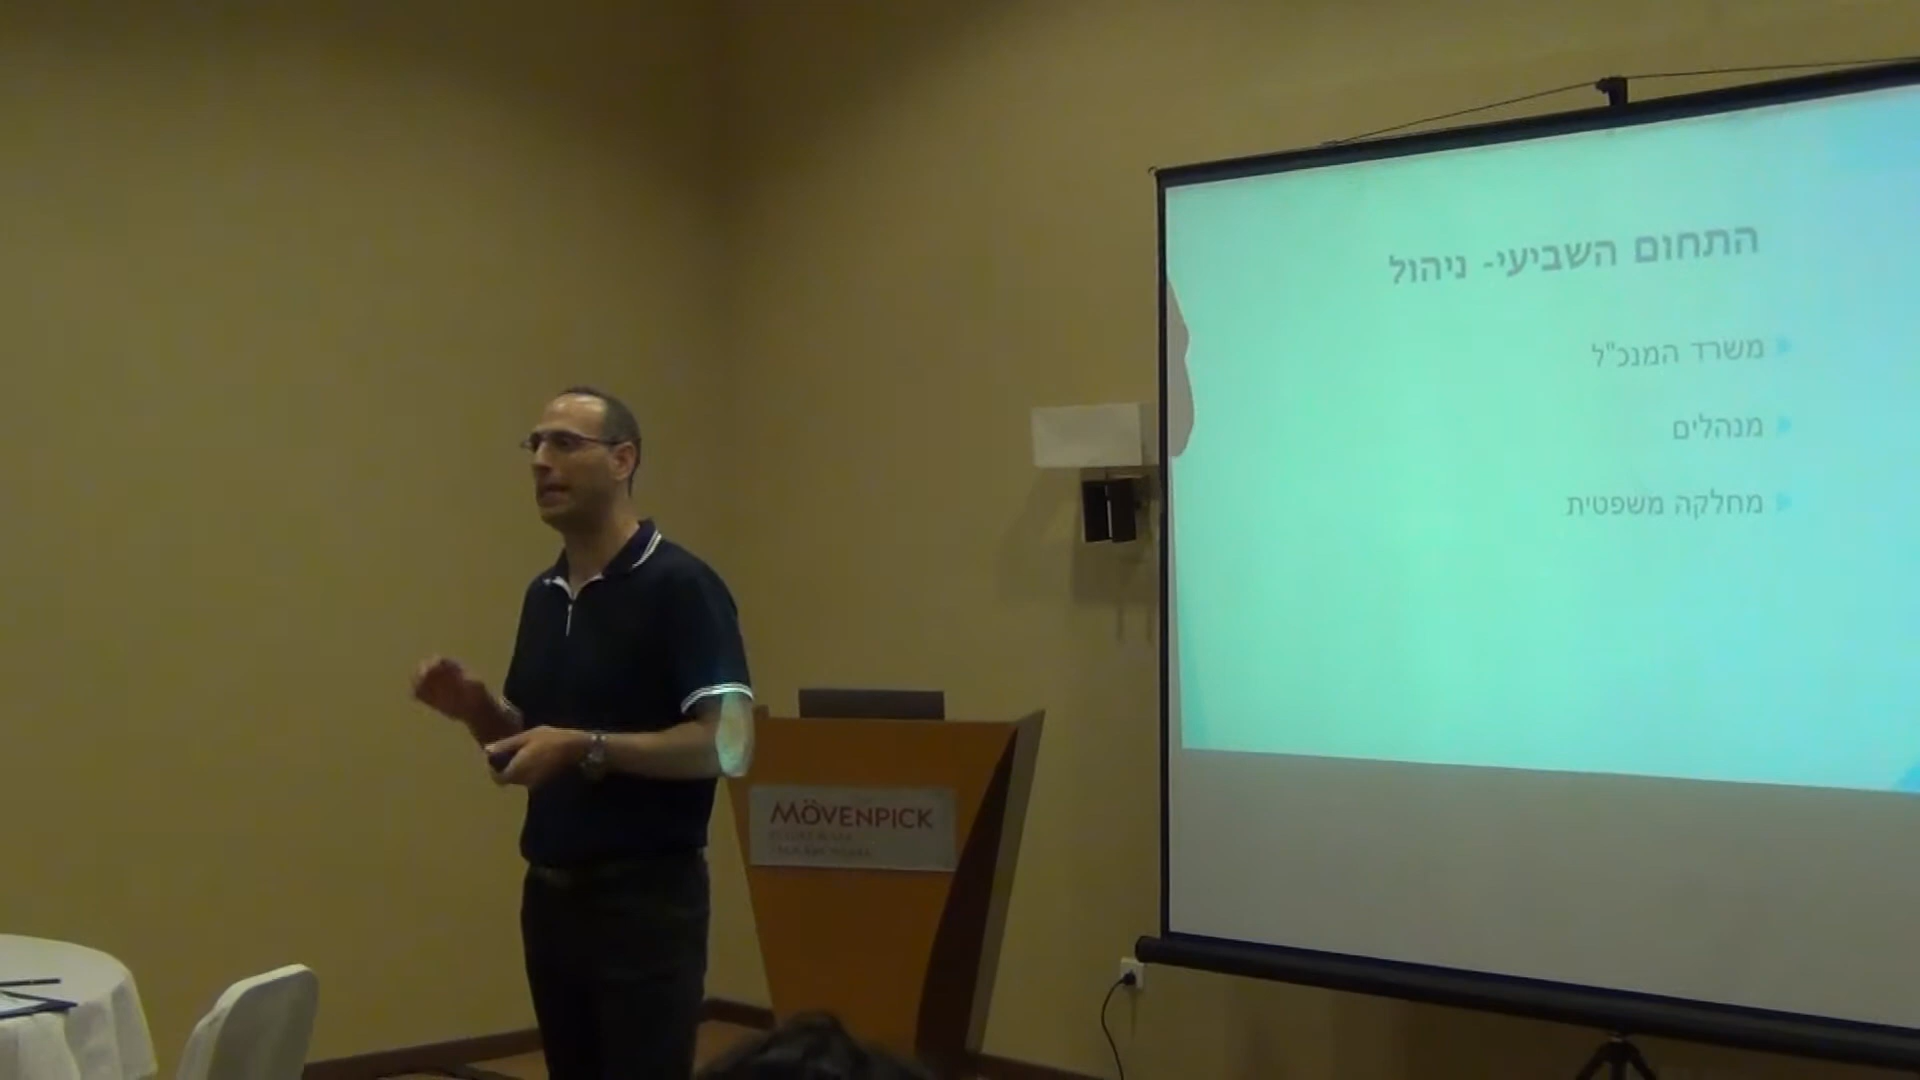 התחום השביעי- ניהול
משרד המנכ"ל
מנהלים
מחלקה משפטית
MÖVENPICK